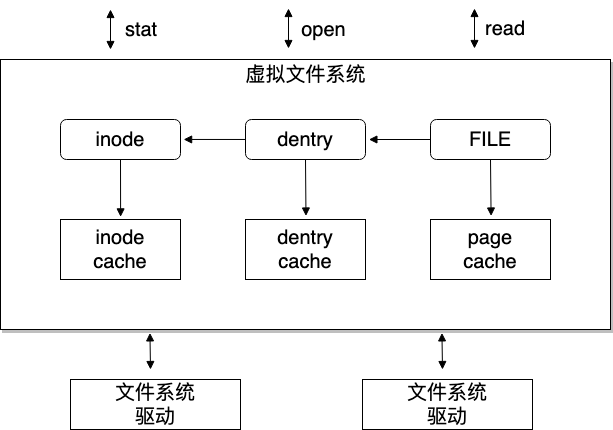 stat
open
read
虚拟文件系统
inode
dentry
FILE
inode
cache
dentry
cache
page
cache
文件系统
驱动
文件系统
驱动